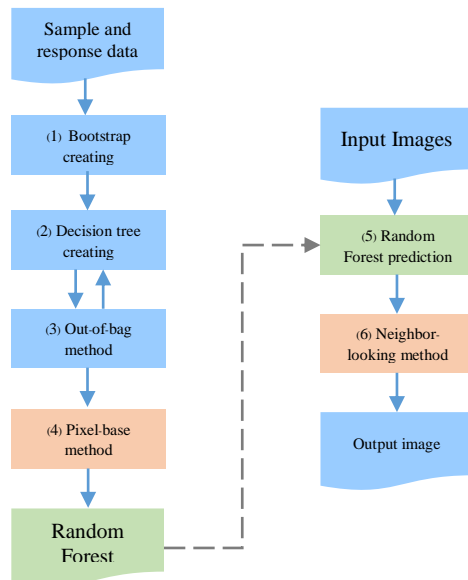 Sample and
response data
(1) Bootstrap
creating
(2) Decision tree
creating
(3) Out-of-bag
method
(4) Pixel-base
method
Random
Forest
Input Images
(5) Random
Forest prediction
(6) Neighbor-
looking method
Output image